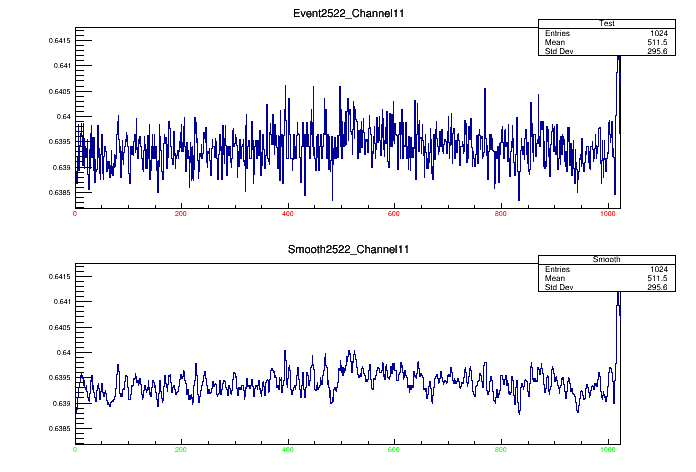 Event2522_Channel11
Test
Entries 1024
Mean 511.5
Std Dev 295.6
0.6415
0.641
0.6405
0.64
0.6395
0.639
0.6385
0 200 400 600 800 1000
Smooth2522_Channel11
Smooth
Entries 1024
Mean 511.5
Std Dev 295.6
0.6415
0.641
0.6405
0.64
0.6395
0.639
0.6385
0 200 400 600 800 1000